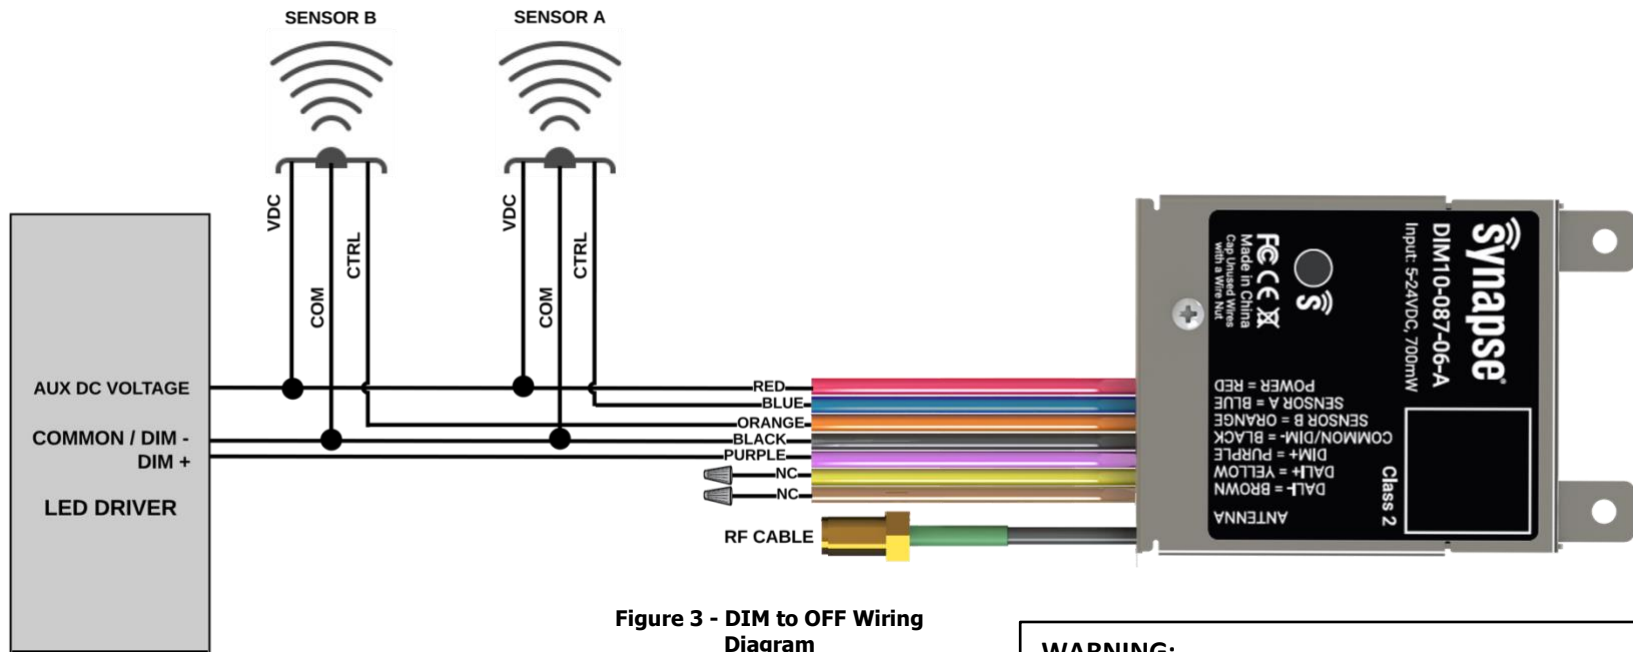 SENSOR B
SENSOR A
VDC
COM
CTRL
VDC
COM
CTRL
AUX DC VOLTAGE
COMMON / DIM -
DIM +
LED DRIVER
RED
BLUE
ORANGE
BLACK
PURPLE
NC
NC
RF CABLE
Synapse
DIM10-087-06-A
Input: 5-24VDC, 700mW
S
FC CE
Made in China
Cap Unused Wires
with a Wire Nut
POWER = RED
SENSOR A = BLUE
SENSOR B = ORANGE
COMMON/DIM- = BLACK
DIM+ = PURPLE
DALI+ = YELLOW
DALI- = BROWN
ANTENNA
Class 2
Figure 3 - DIM to OFF Wiring
Diagram
WARNING: